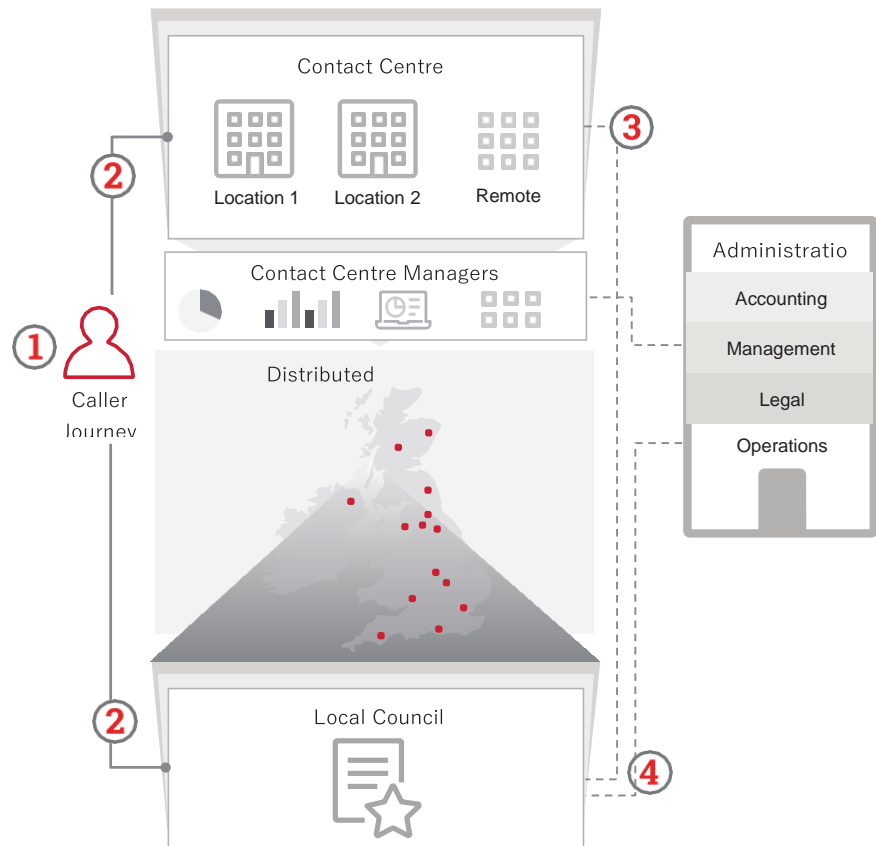 Contact Centre
3
2
Location 1
Location 2
Remote
Administratio
Contact Centre Managers
Accounting
1
Management
Distributed
Caller
Journey
Legal
Operations
2
Local Council
4